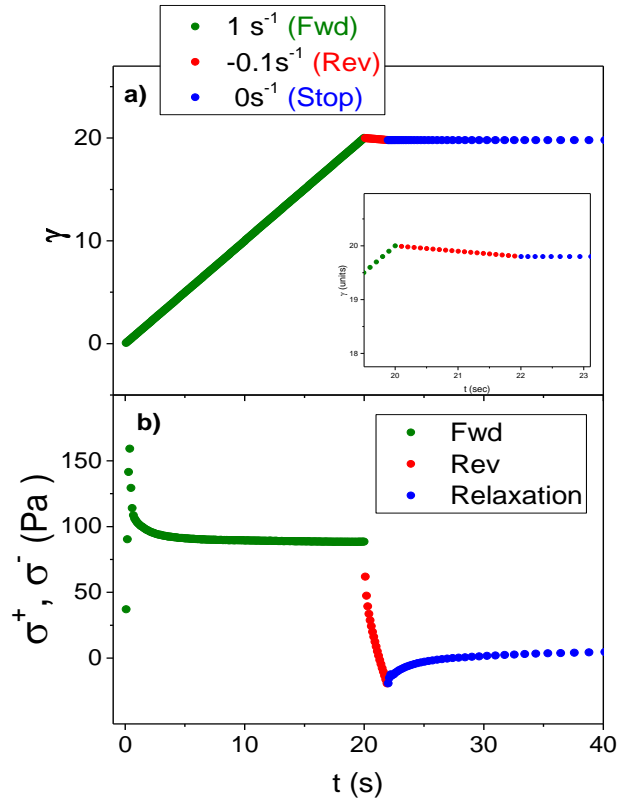 1 s⁻¹ (Fwd)
-0.1s⁻¹ (Rev)
0s⁻¹ (Stop)
a)
20
10
0
γ
20
19
18
20 21 22 23
γ (units)
t (sec)
b)
Fwd
Rev
Relaxation
150
100
50
0
σ⁺, σ⁻ (Pa)
0 10 20 30 40
t (s)